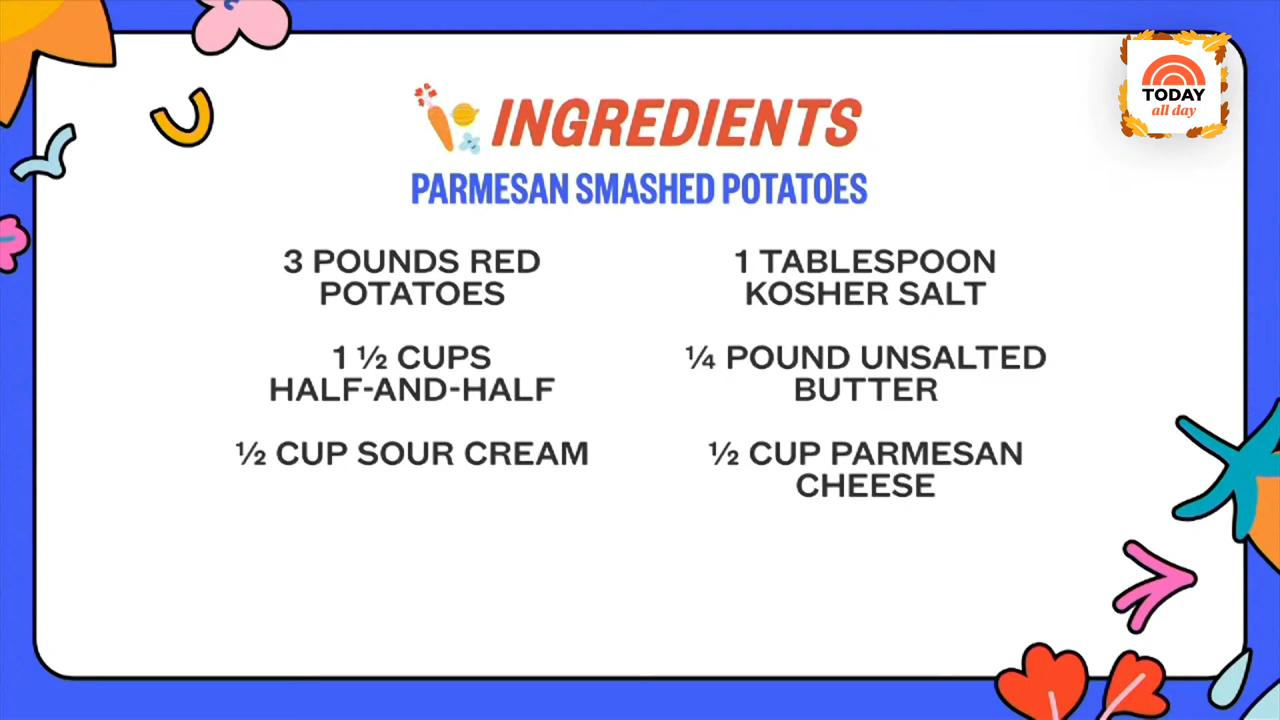 INGREDIENTS
PARMESAN SMASHED POTATOES
3 POUNDS RED
POTATOES
1 ½ CUPS
HALF-AND-HALF
½ CUP SOUR CREAM
1 TABLESPOON
KOSHER SALT
¼ POUND UNSALTED
BUTTER
½ CUP PARMESAN
CHEESE
TODAY
all day